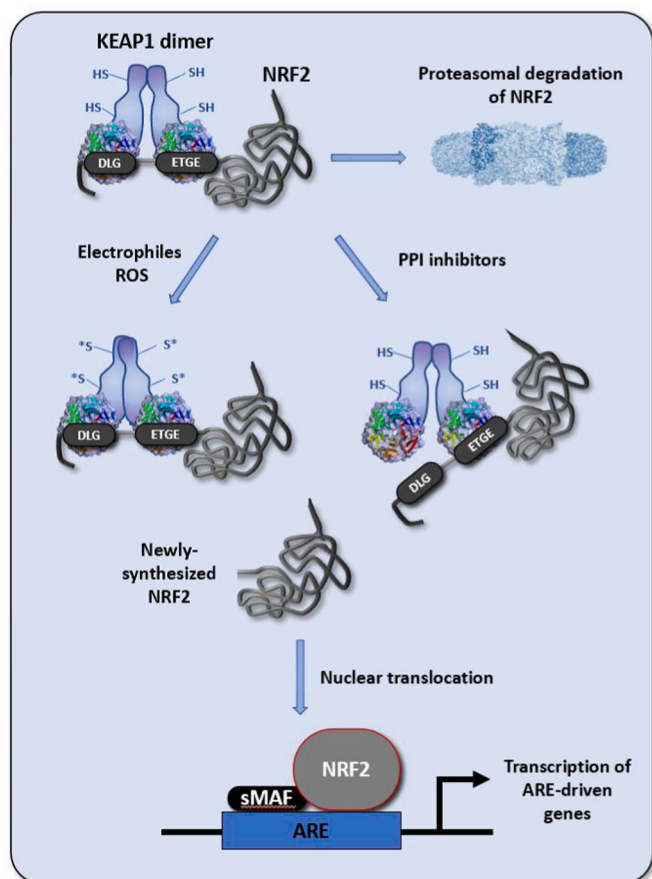 KEAP1 dimer
HS
SH
HS
SH
NRF2
DLG
ETGE
Proteasomal degradation
of NRF2
Electrophiles
ROS
PPI inhibitors
*S
S*
*S
S*
DLG
ETGE
HS
SH
HS
SH
ETGE
DLG
Newly-
synthesized
NRF2
Nuclear translocation
NRF2
sMAF
ARE
Transcription of
ARE-driven
genes